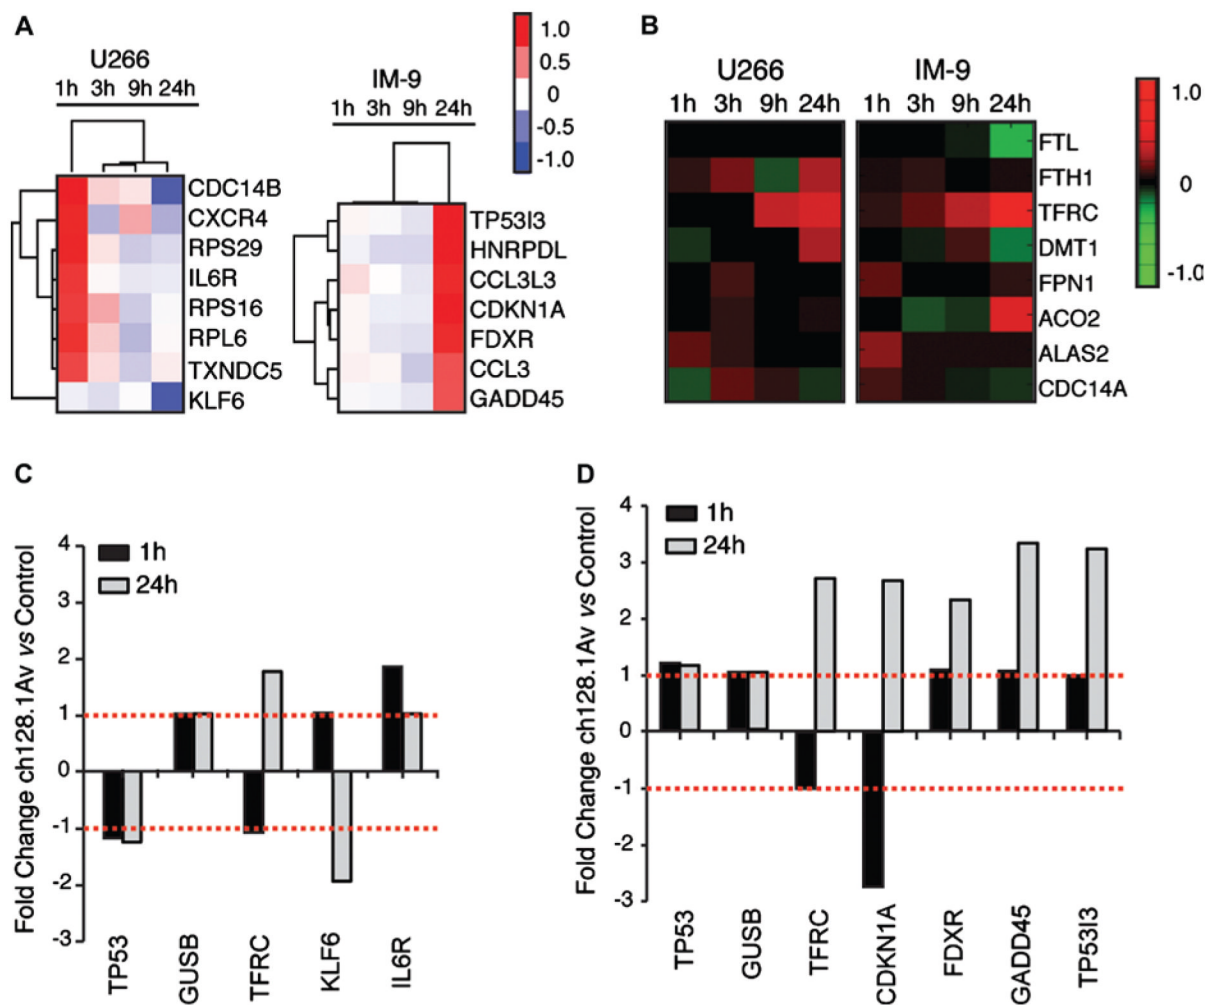 A
U266
1h 3h 9h 24h
CDC14B
CXCR4
RPS29
IL6R
RPS16
RPL6
TXNDC5
KLF6
IM-9
1h 3h 9h 24h
TP53I3
HNRPDL
CCL3L3
CDKN1A
FDXR
CCL3
GADD45
1.0
0.5
0
-0.5
-1.0
B
U266
1h 3h 9h 24h
IM-9
1h 3h 9h 24h
FTL
FTH1
TFRC
DMT1
FPN1
ACO2
ALAS2
CDC14A
1.0
0
-1.0
C
Fold Change ch128.1Av vs Control
4
3
2
1
0
-1
-2
-3
1h
24h
TP53
GUSB
TFRC
KLF6
IL6R
D
Fold Change ch128.1Av vs Control
4
3
2
1
0
-1
-2
-3
1h
24h
TP53
GUSB
TFRC
CDKN1A
FDXR
GADD45
TP53I3